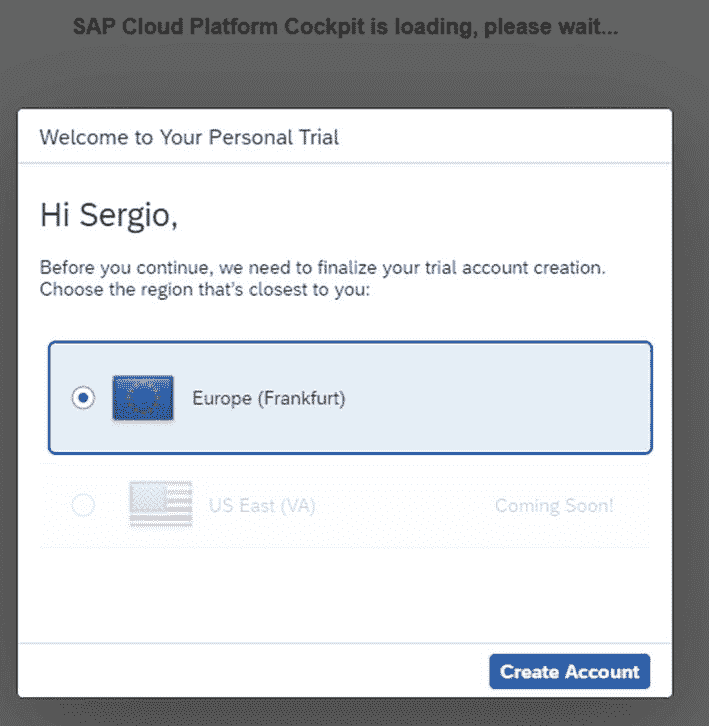 SAP Cloud Platform Cockpit is loading, please wait...
Welcome to Your Personal Trial
Hi Sergio,
Before you continue, we need to finalize your trial account creation.
Choose the region that's closest to you:
Europe (Frankfurt)
US East (VA) Coming Soon!
Create Account